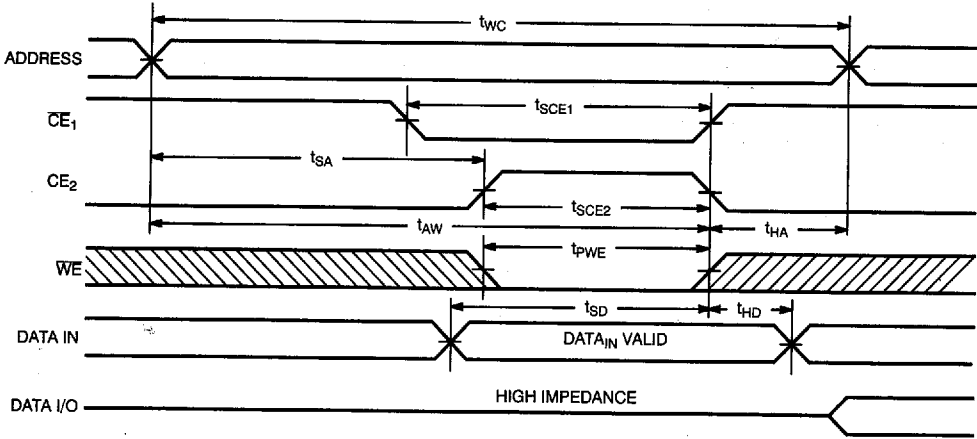 tWC
ADDRESS
CE1
tSCE1
tSA
CE2
tSCE2
tAW
tHA
WE
tPWE
tSD
tHD
DATA IN
DATAIN VALID
HIGH IMPEDANCE
DATA I/O